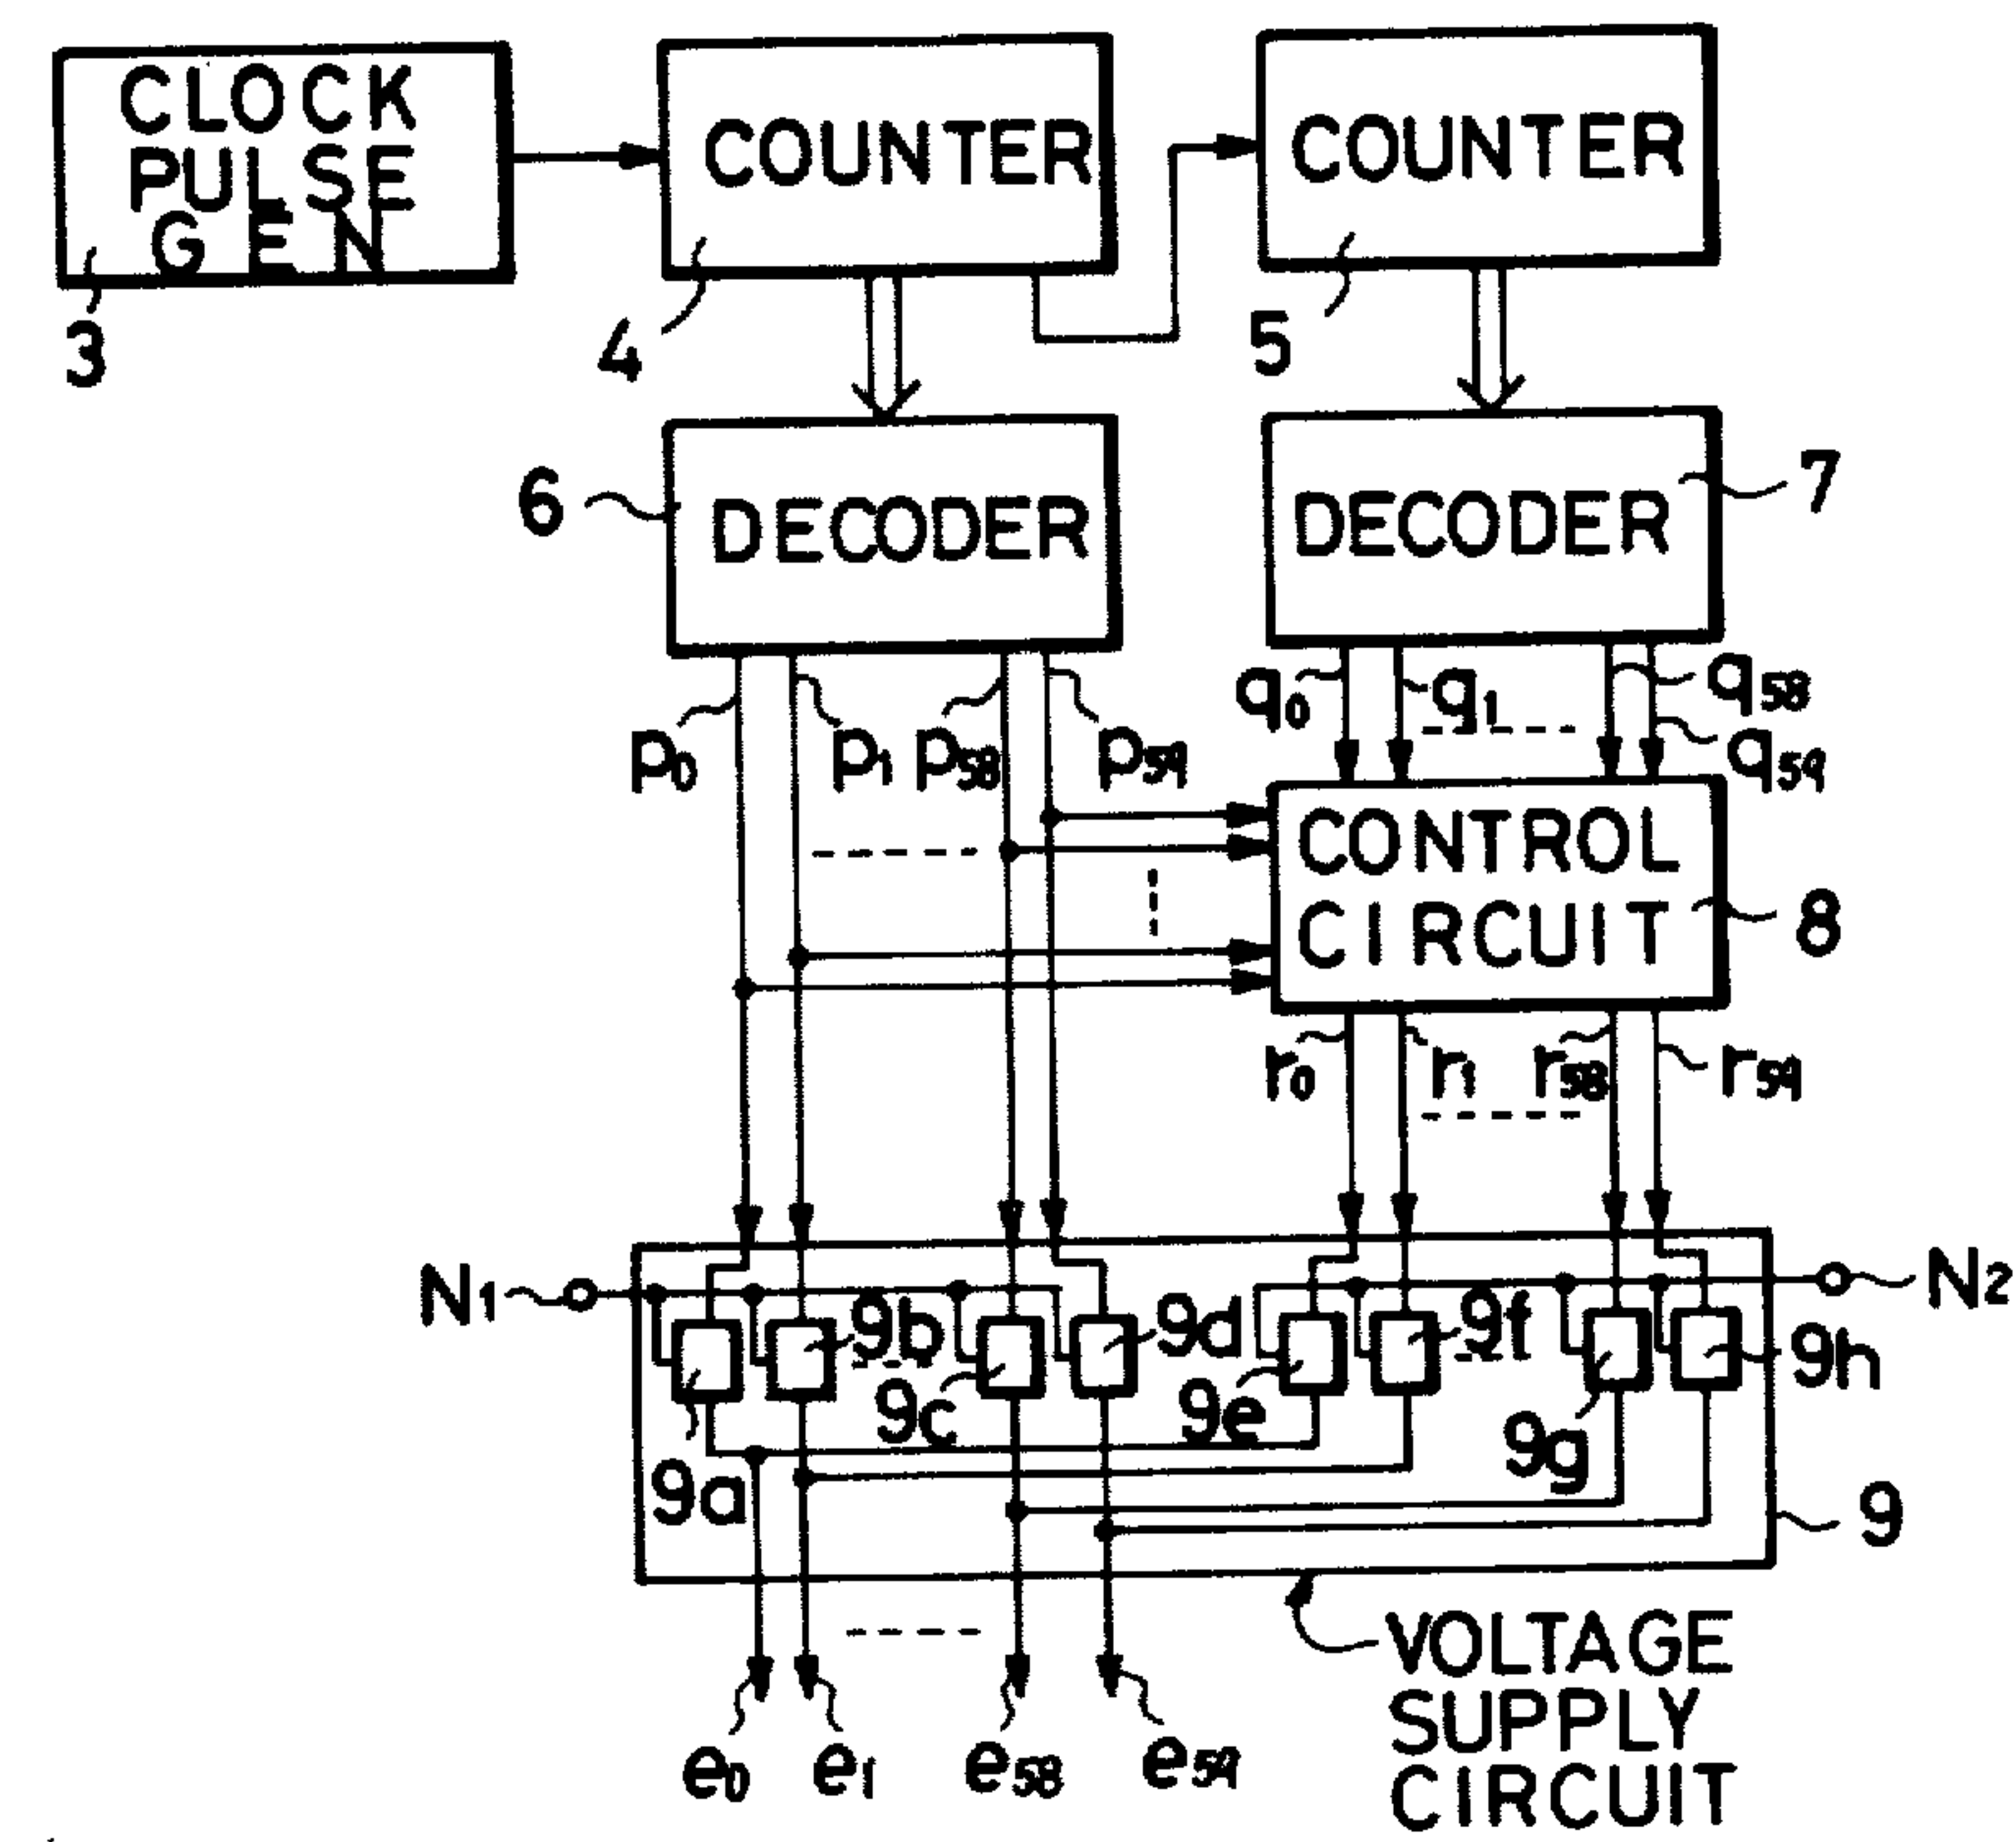 CLOCK
PULSE
GEN
COUNTER
COUNTER
3
4
5
6
DECODER
DECODER
7
p0
p1
p58
p59
q0
q1
q58
q59
CONTROL
CIRCUIT
8
r0
r1
r58
r59
N1
N2
9a
9b
9c
9d
9e
9f
9g
9h
9
e0
e1
e58
e59
VOLTAGE
SUPPLY
CIRCUIT